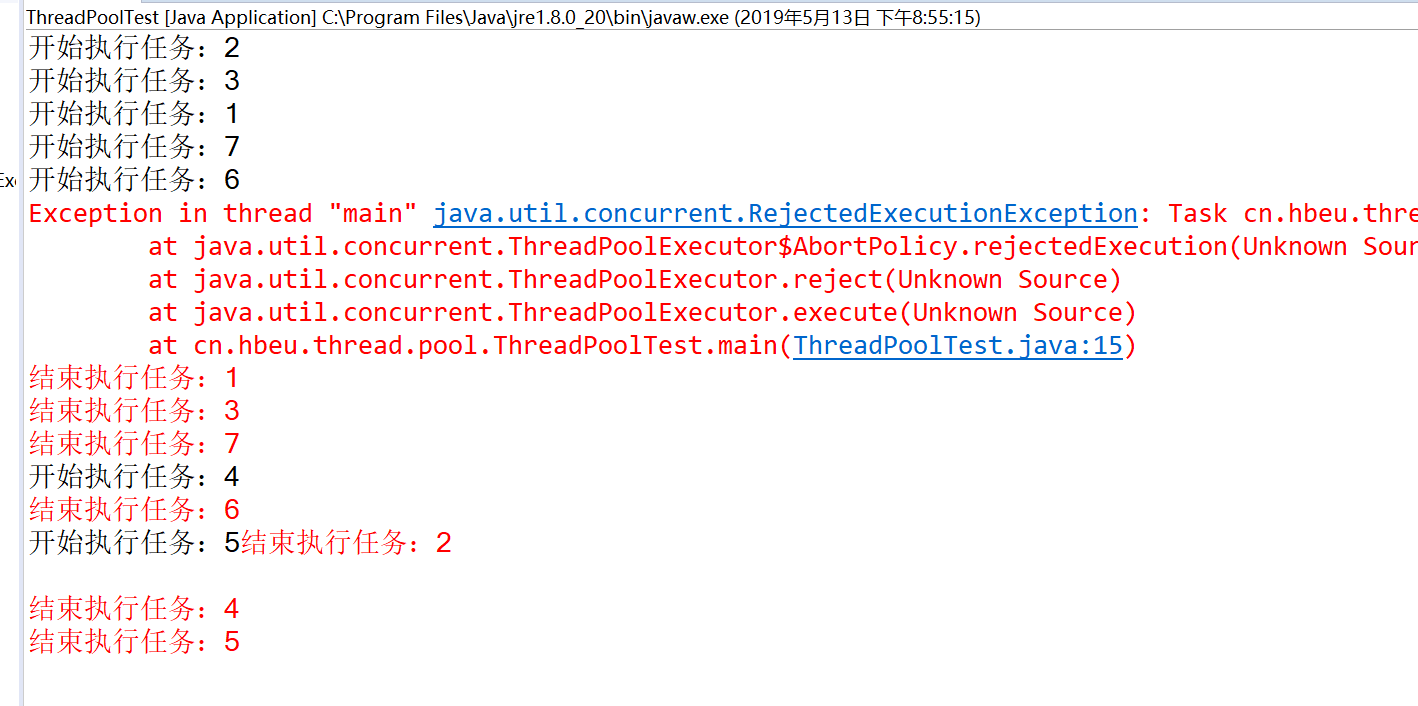 ThreadPoolTest [Java Application] C:\Program Files\Java\jre1.8.0_20\bin\javaw.exe (2019年5月13日 下午8:55:15)
开始执行任务：2
开始执行任务：3
开始执行任务：1
开始执行任务：7
开始执行任务：6
Exception in thread "main" java.util.concurrent.RejectedExecutionException: Task cn.hbeu.thre
at java.util.concurrent.ThreadPoolExecutor$AbortPolicy.rejectedExecution(Unknown Sour
at java.util.concurrent.ThreadPoolExecutor.reject(Unknown Source)
at java.util.concurrent.ThreadPoolExecutor.execute(Unknown Source)
at cn.hbeu.thread.pool.ThreadPoolTest.main(ThreadPoolTest.java:15)
结束执行任务：1
结束执行任务：3
结束执行任务：7
开始执行任务：4
结束执行任务：6
开始执行任务：5结束执行任务：2
结束执行任务：4
结束执行任务：5